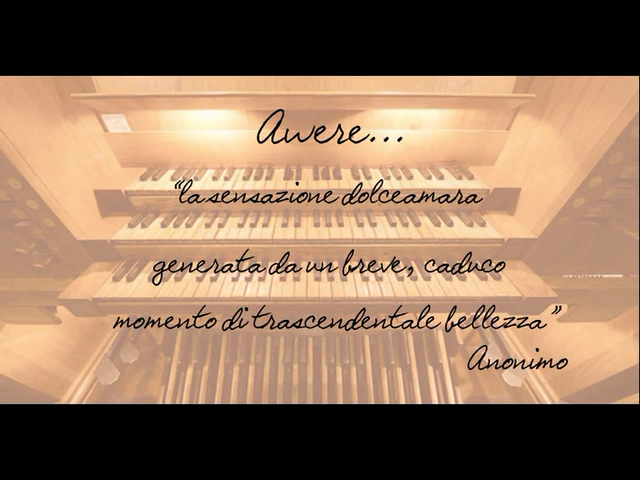 Awere...
"la sensazione dolceamara
generata da un breve, caduco
momento di trascendentale bellezza"
Anonimo